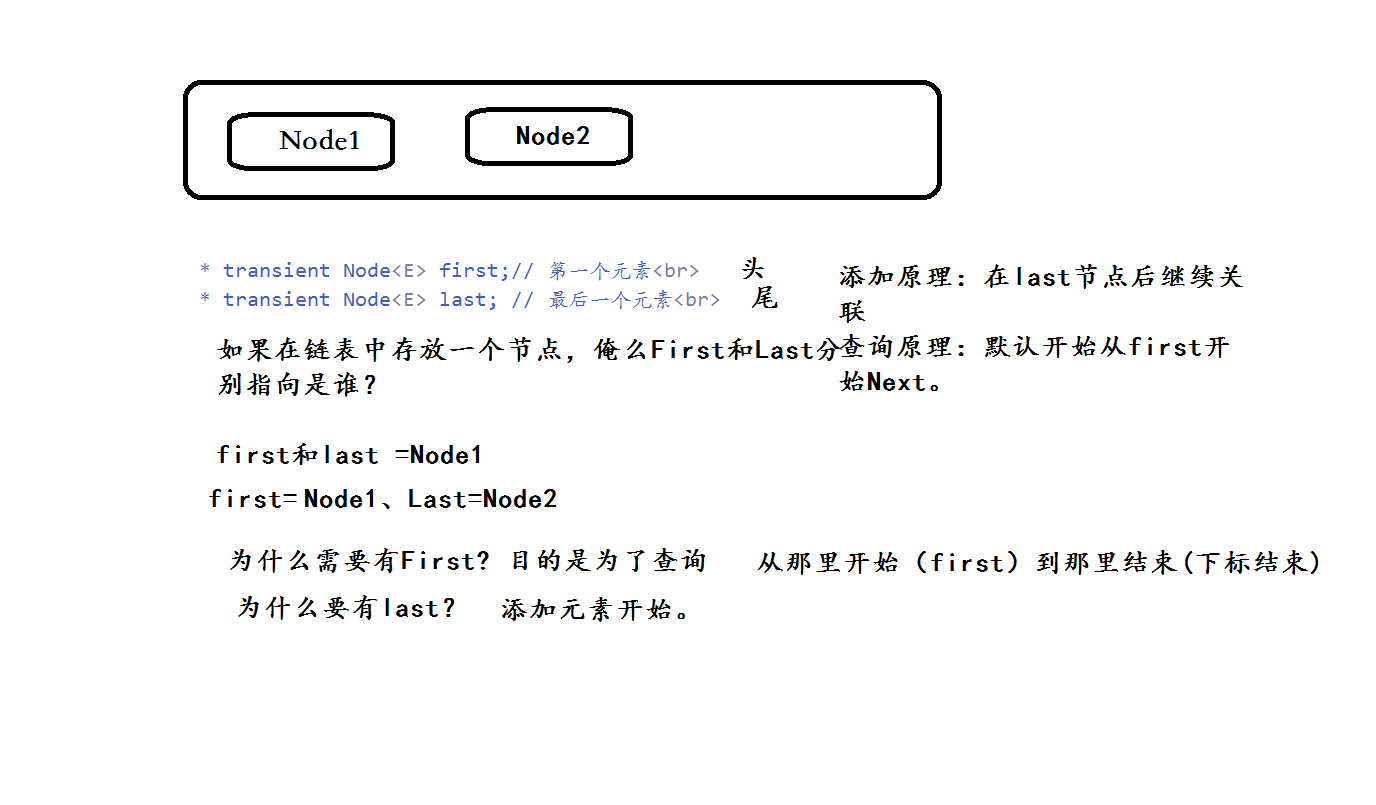 Node1
Node2
* transient Node<E> first;// 第一个元素<br>
头
* transient Node<E> last; // 最后一个元素<br>
尾
添加原理：在last节点后继续关
联
查询原理：默认开始从first开
始Next。
如果在链表中存放一个节点，俺么First和Last分
别指向是谁？
first和last =Node1
first=Node1、Last=Node2
为什么需要有First? 目的是为了查询
从那里开始（first）到那里结束(下标结束)
为什么要有last?
添加元素开始。